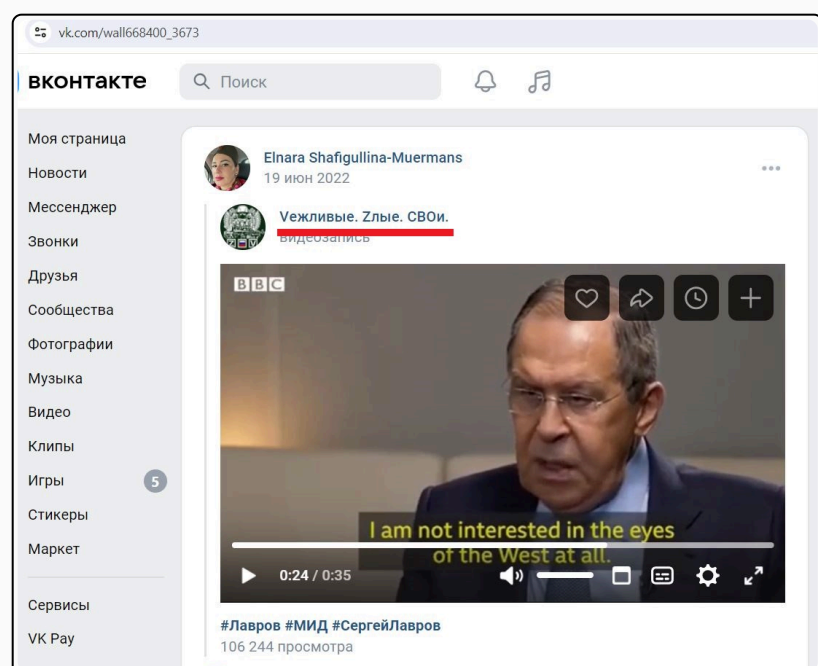 vk.com/wall668400_3673
вконтакте
Поиск
Моя страница
Новости
Мессенджер
Звонки
Друзья
Сообщества
Фотографии
Музыка
Видео
Клипы
Игры
5
Стикеры
Маркет
Сервисы
VK Pay
Elnara Shafigullina-Muermans
19 июн 2022
Vежливые. Zлые. СВОи.
видеозапись
BBC
I am not interested in the eyes
of the West at all.
0:24 / 0:35
#Лавров #МИД #СергейЛавров
106 244 просмотра